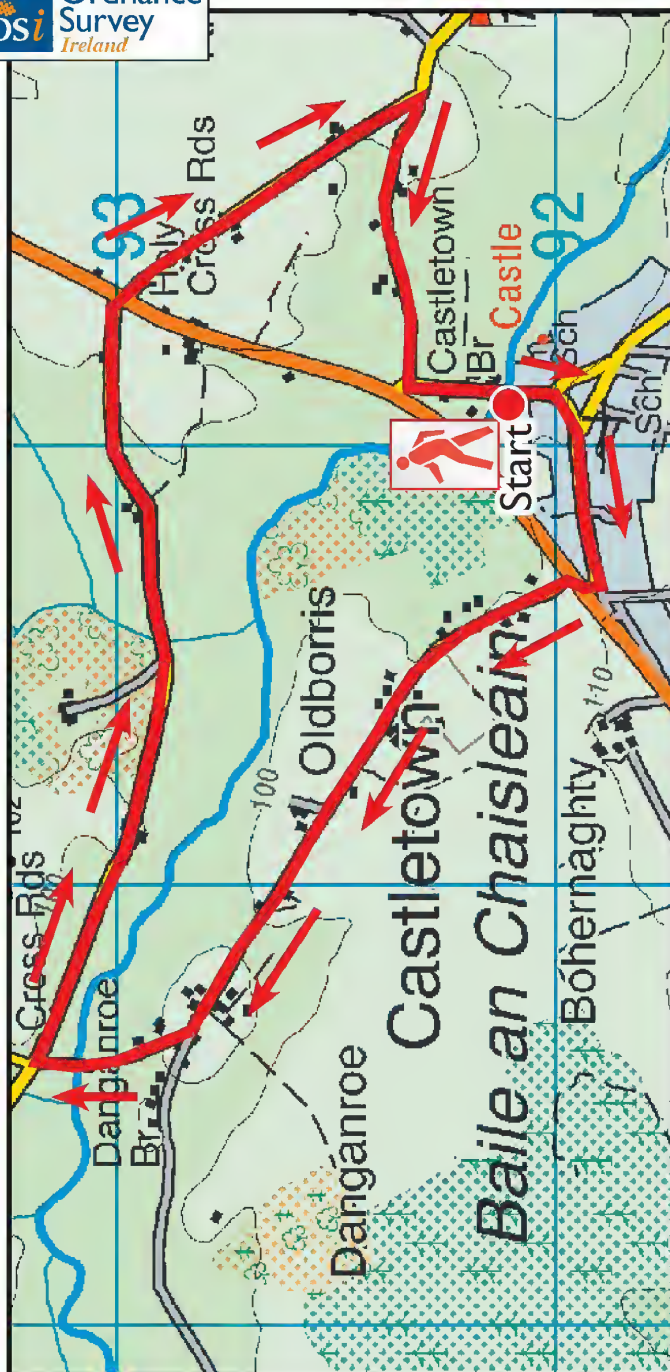 Survey
Ireland
osi
93
Holy
Cross Rds
Castletown
Br
Castle
92
Sch
Sch
Start
Oldborris
100
110
Castletown
Baile an Chaisleáin
Bohernaghty
Cross Rds
Danganroe
Br
Danganroe